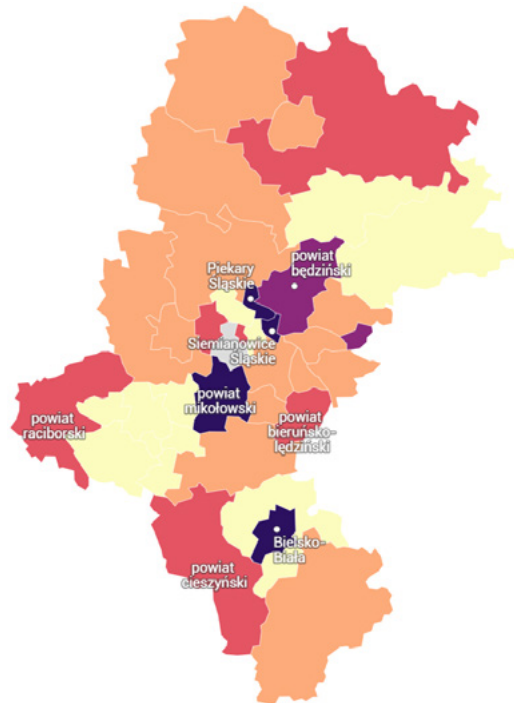 Piekary
Śląskie
powiat
będziński
Siemianowice
Śląskie
powiat
mikołowski
powiat
raciborski
powiat
bieruńsko-
lędziński
Bielsko-
Biała
powiat
cieszyński